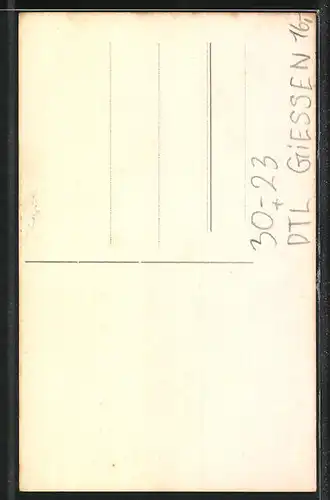 DTL GiESSEN 16,-
30-23
+